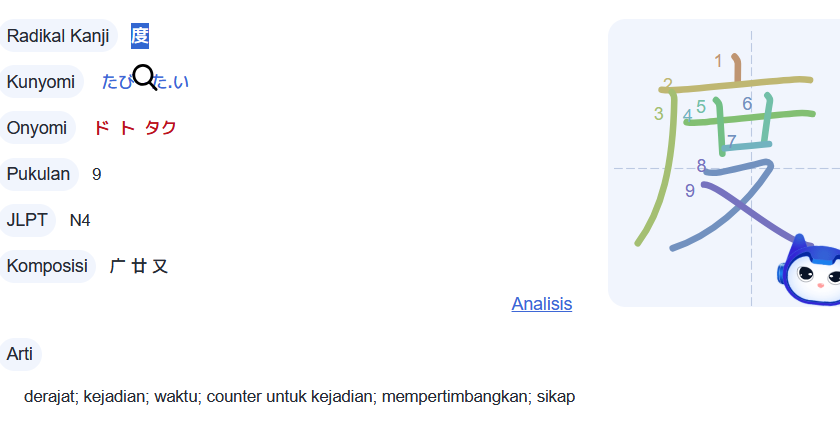 Radikal Kanji 度
Kunyomi たび た.い
Onyomi ド ト タク
Pukulan 9
JLPT N4
Komposisi 广 廿 又
Analisis
Arti
derajat; kejadian; waktu; counter untuk kejadian; mempertimbangkan; sikap
1
2
3
4
5
6
7
8
9
度